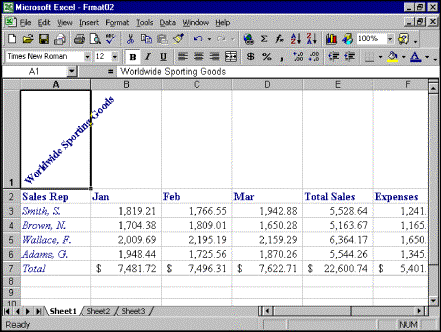 Microsoft Excel - Frmat02
File Edit View Insert Format Tools Data Window Help
100%
Times New Roman 12 B I U $ % ,
A1 = Worldwide Sporting Goods
A B C D E F
1 Worldwide Sporting Goods
2 Sales Rep Jan Feb Mar Total Sales Expenses
3 Smith, S. 1,819.21 1,766.55 1,942.88 5,528.64 1,241.
4 Brown, N. 1,704.38 1,809.01 1,650.28 5,163.67 1,165.
5 Wallace, F. 2,009.69 2,195.19 2,159.29 6,364.17 1,650.
6 Adams, G. 1,948.44 1,725.56 1,870.26 5,544.26 1,345.
7 Total $ 7,481.72 $ 7,496.31 $ 7,622.71 $ 22,600.74 $ 5,401.
8
9
10
Sheet1 Sheet2 Sheet3
Ready NUM